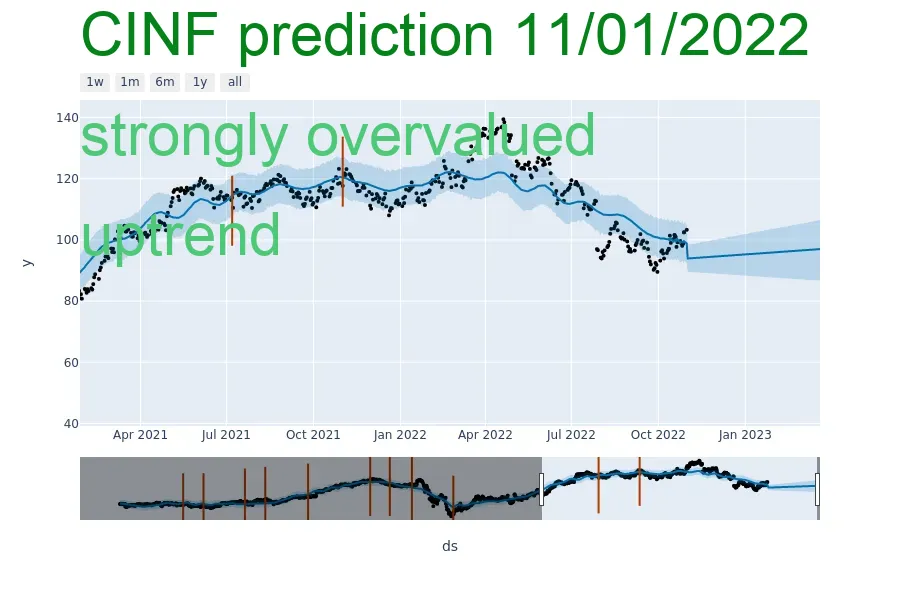 CINF prediction 11/01/2022
1w 1m 6m 1y all
strongly overvalued
uptrend
140
120
100
80
60
40
y
Apr 2021 Jul 2021 Oct 2021 Jan 2022 Apr 2022 Jul 2022 Oct 2022 Jan 2023
ds